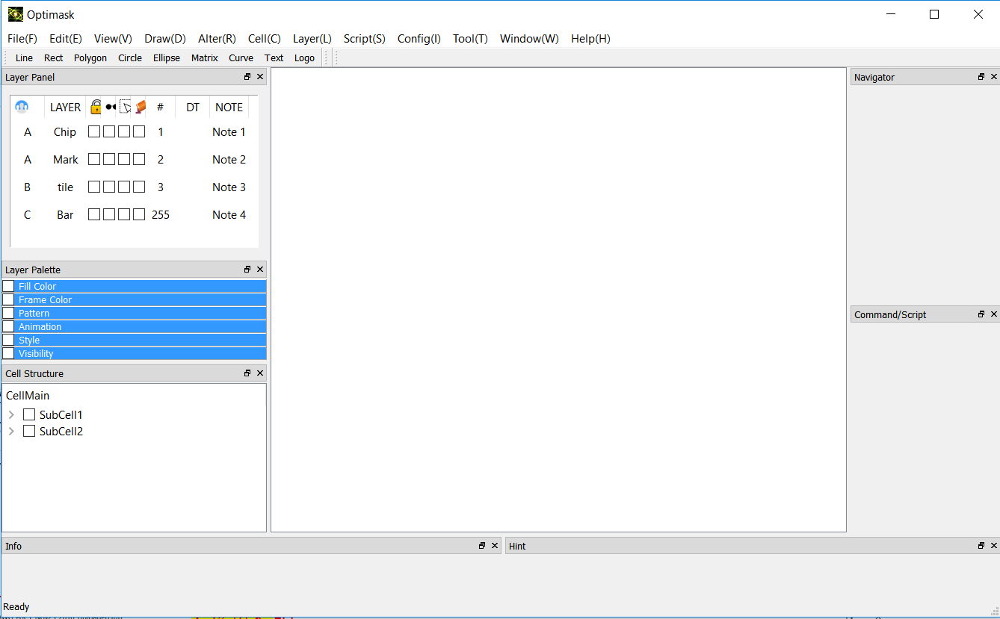 Optimask
File(F) Edit(E) View(V) Draw(D) Alter(R) Cell(C) Layer(L) Script(S) Config(I) Tool(T) Window(W) Help(H)
Line Rect Polygon Circle Ellipse Matrix Curve Text Logo
Layer Panel
LAYER # DT NOTE
A Chip 1 Note 1
A Mark 2 Note 2
B tile 3 Note 3
C Bar 255 Note 4
Layer Palette
Fill Color
Frame Color
Pattern
Animation
Style
Visibility
Cell Structure
CellMain
SubCell1
SubCell2
Navigator
Command/Script
Info
Hint
Ready